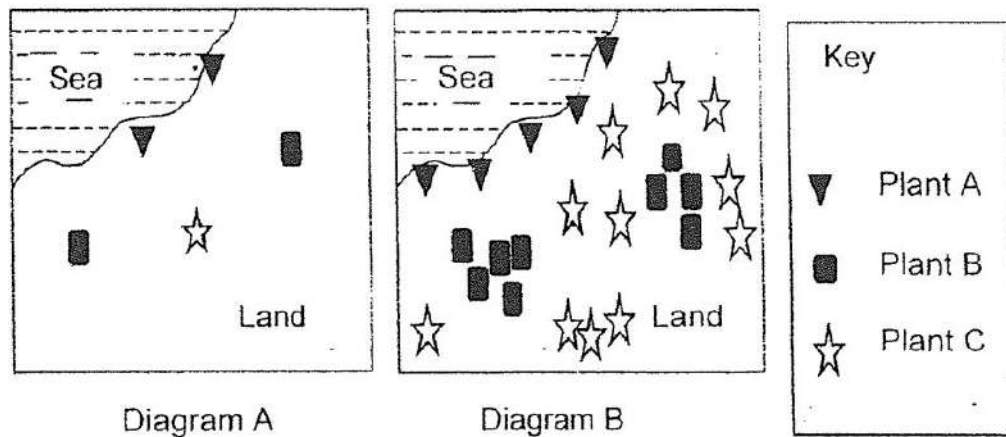 Sea
Land
Diagram A
Sea
Land
Diagram B
Key
Plant A
Plant B
Plant C